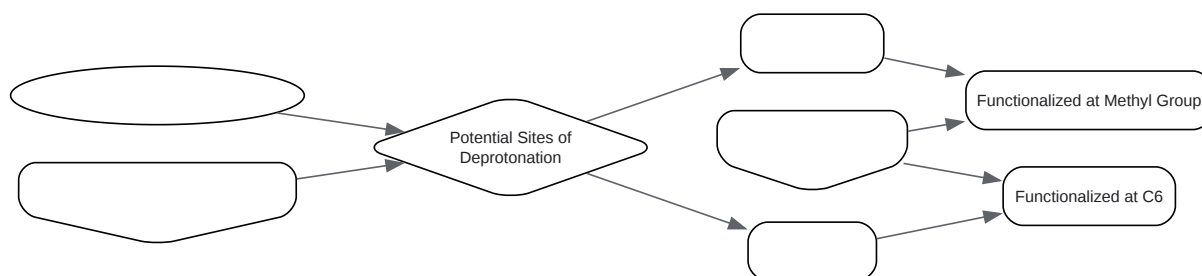 Potential Sites of
Deprotonation
Functionalized at Methyl Group
Functionalized at C6